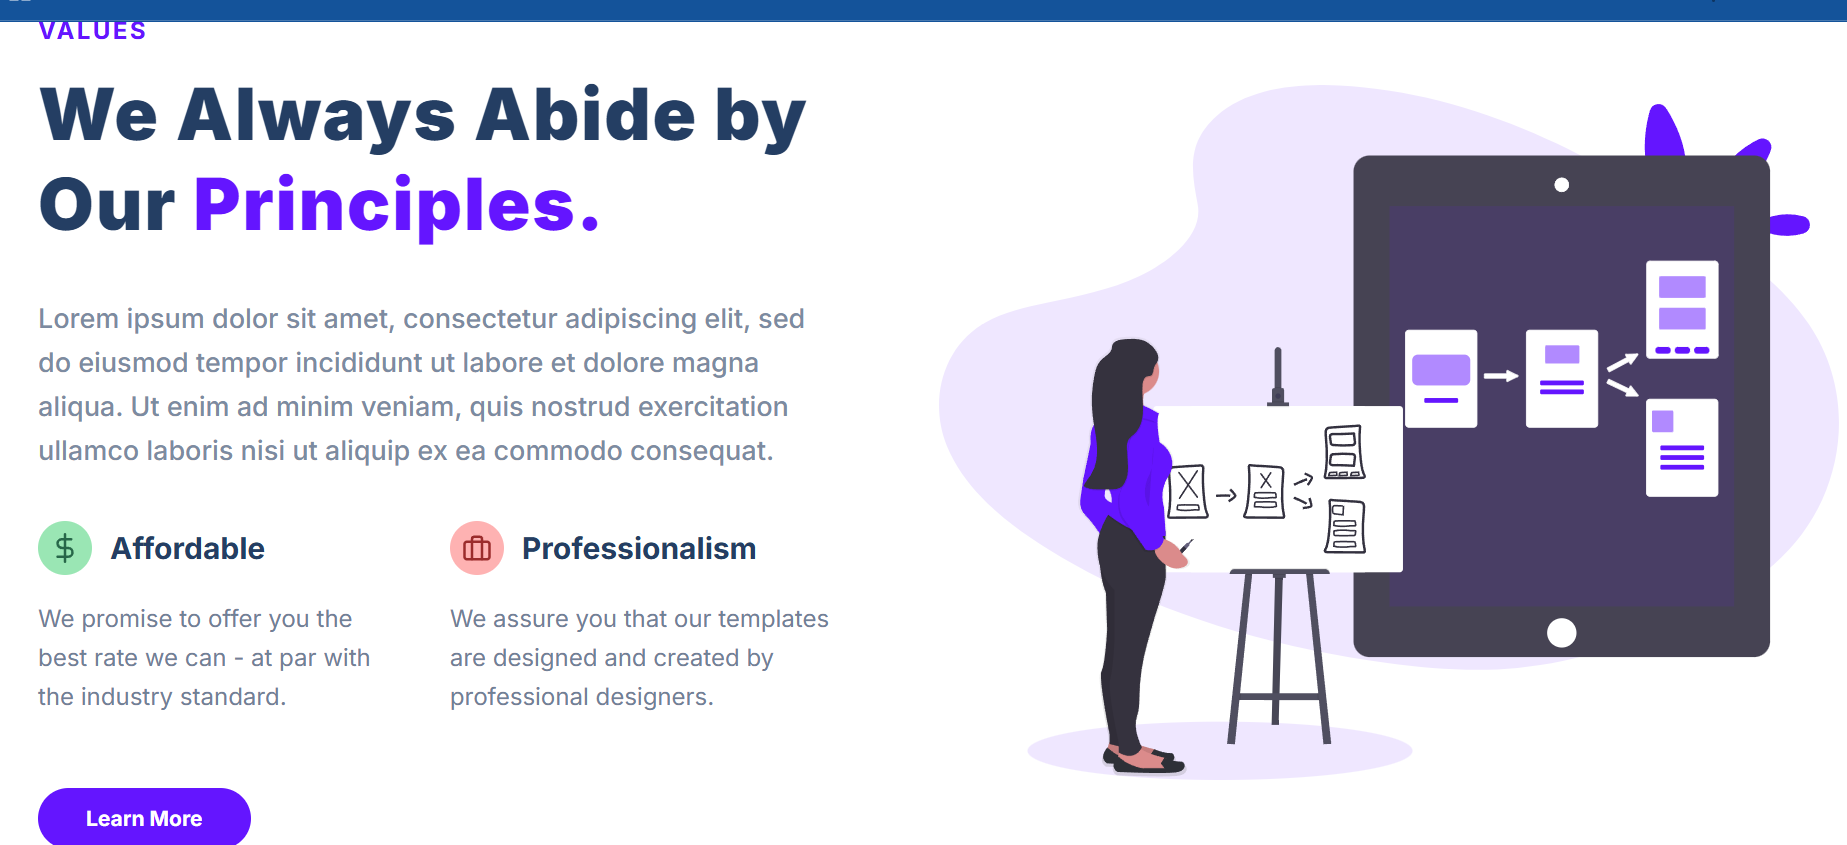 VALUES
We Always Abide by
Our Principles.
Lorem ipsum dolor sit amet, consectetur adipiscing elit, sed
do eiusmod tempor incididunt ut labore et dolore magna
aliqua. Ut enim ad minim veniam, quis nostrud exercitation
ullamco laboris nisi ut aliquip ex ea commodo consequat.
Affordable
We promise to offer you the
best rate we can - at par with
the industry standard.
Professionalism
We assure you that our templates
are designed and created by
professional designers.
Learn More